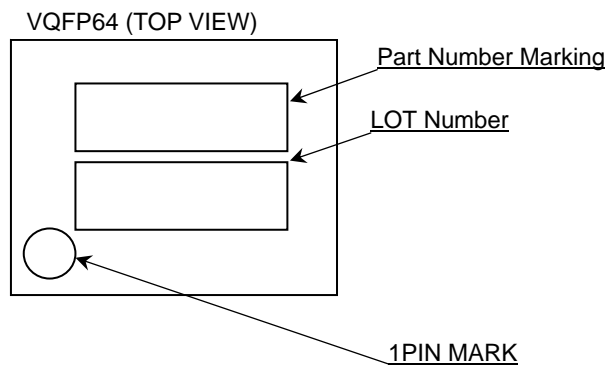 VQFP64 (TOP VIEW)
Part Number Marking
LOT Number
1PIN MARK